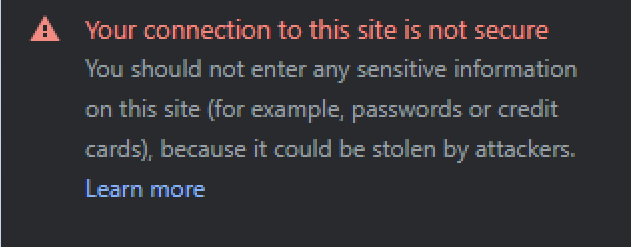 Your connection to this site is not secure
You should not enter any sensitive information
on this site (for example, passwords or credit
cards), because it could be stolen by attackers.
Learn more